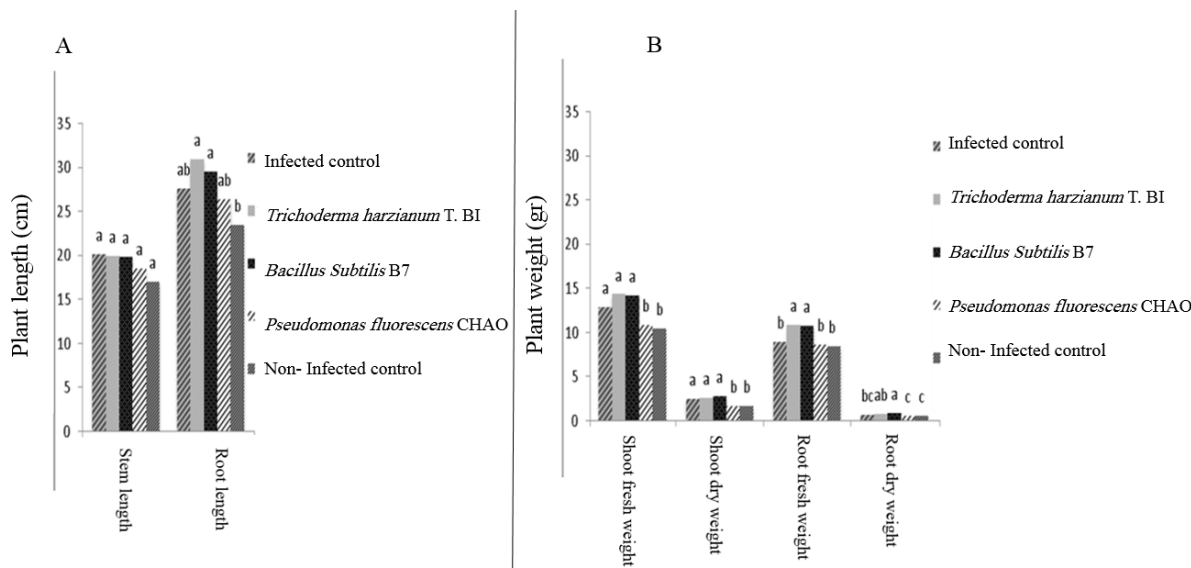 A
Plant length (cm)
35
30
25
20
15
10
5
0
a a a a a
ab a a ab b
Stem length
Root length
Infected control
Trichoderma harzianum T. BI
Bacillus Subtilis B7
Pseudomonas fluorescens CHAO
Non- Infected control
B
Plant weight (gr)
35
30
25
20
15
10
5
0
a a a b b
a a a b b
b a a b b
bc ab a c c
Shoot fresh weight
Shoot dry weight
Root fresh weight
Root dry weight
Infected control
Trichoderma harzianum T. BI
Bacillus Subtilis B7
Pseudomonas fluorescens CHAO
Non- Infected control